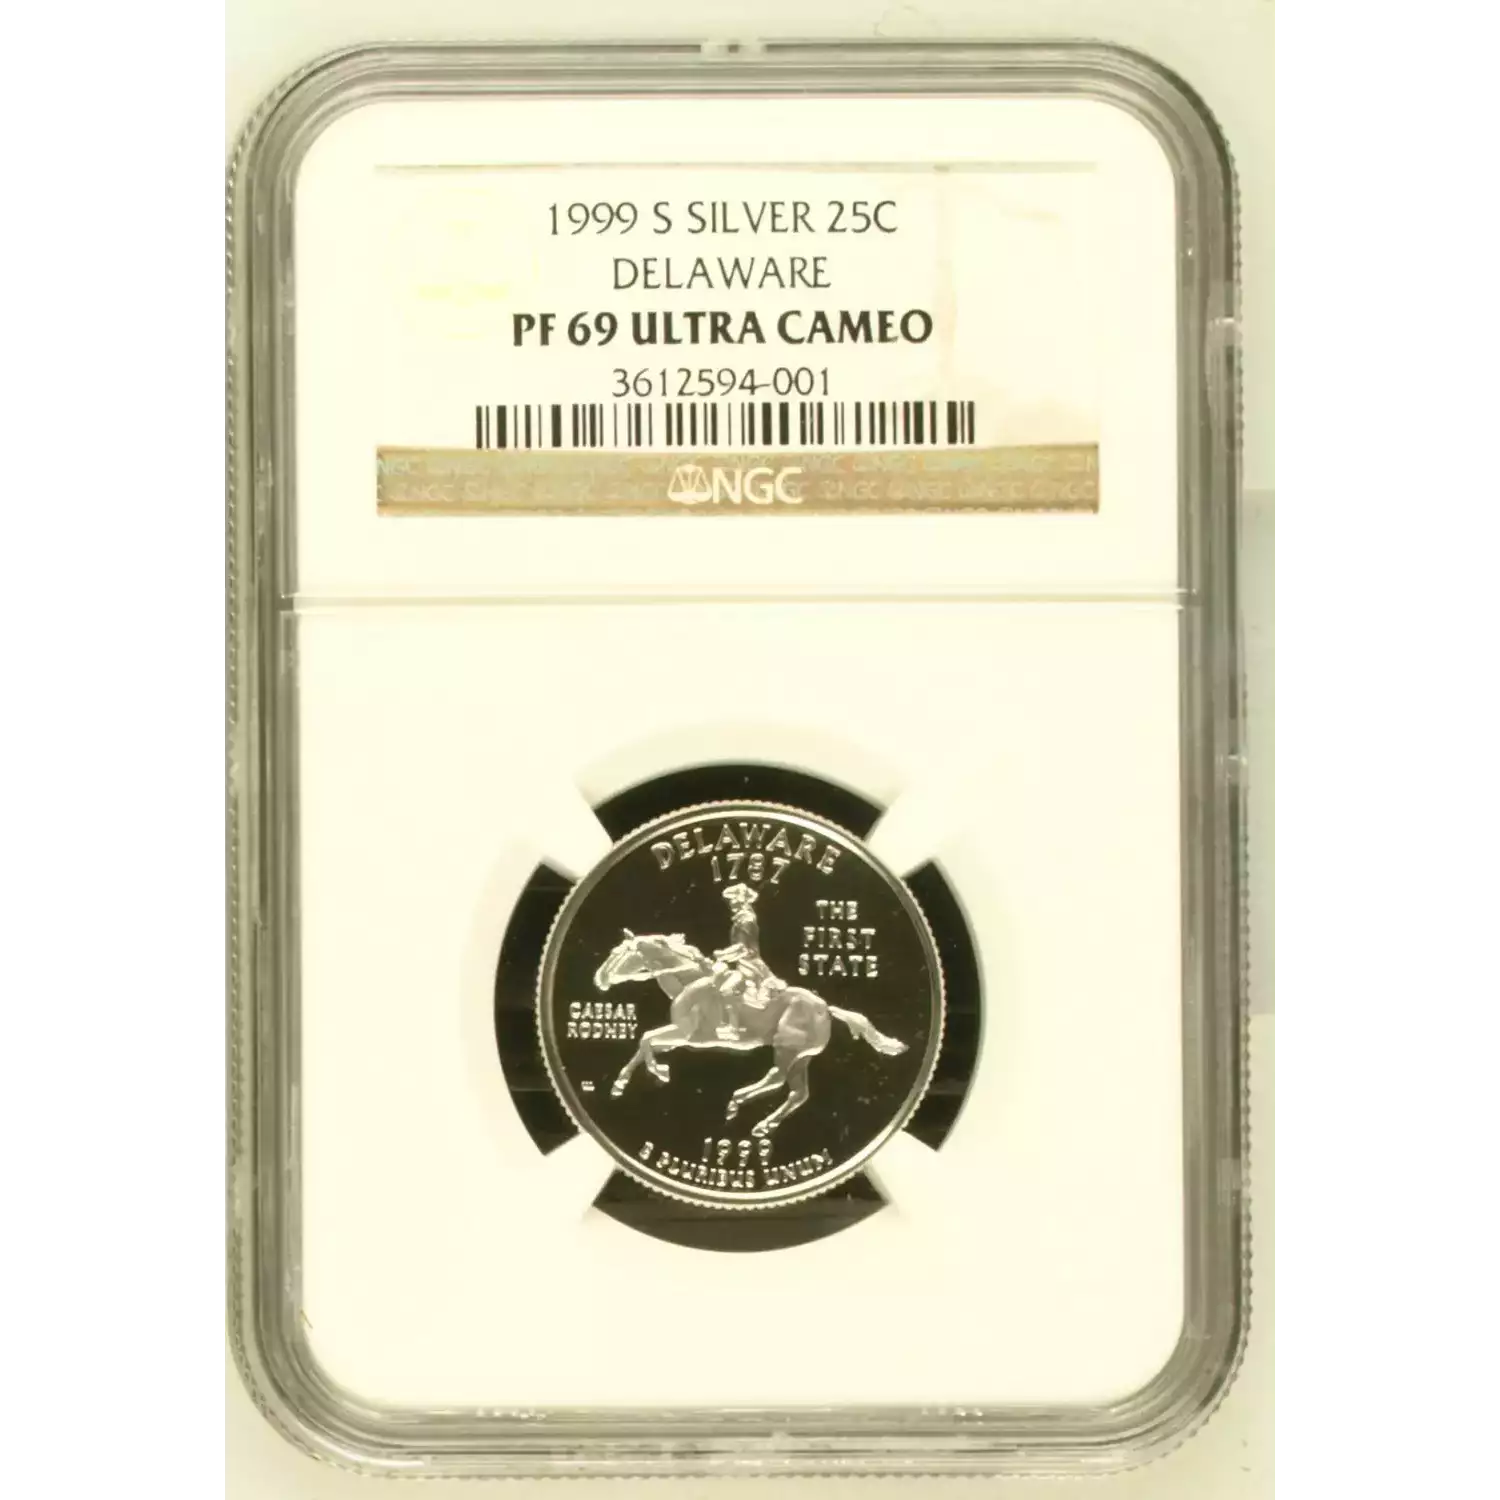 1999 S SILVER 25C
DELAWARE
PF 69 ULTRA CAMEO
3612594-001
NGC
DELAWARE
1787
THE
FIRST
STATE
CAESAR
RODNEY
1999
E PLURIBUS UNUM